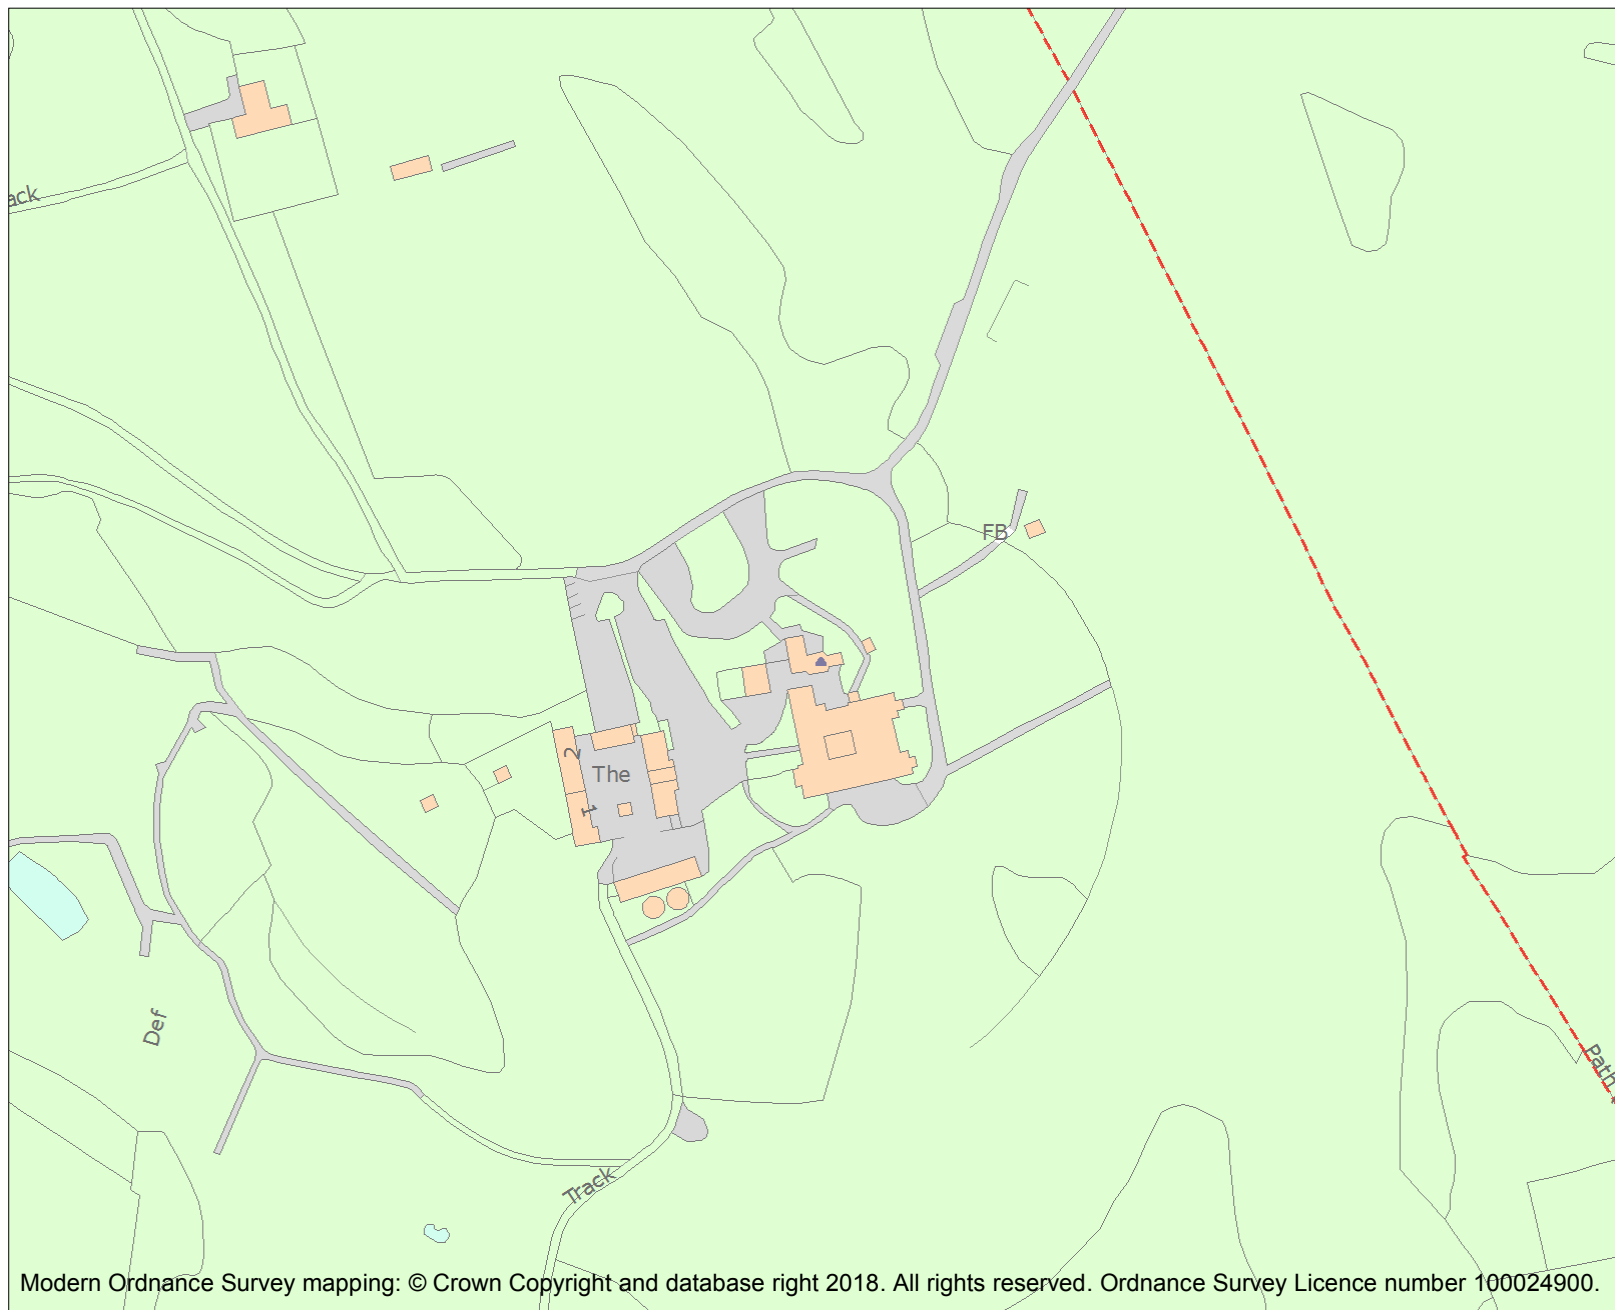 ack
FB
2
The
1
Def
Path
Track
Modern Ordnance Survey mapping: © Crown Copyright and database right 2018. All rights reserved. Ordnance Survey Licence number 100024900.